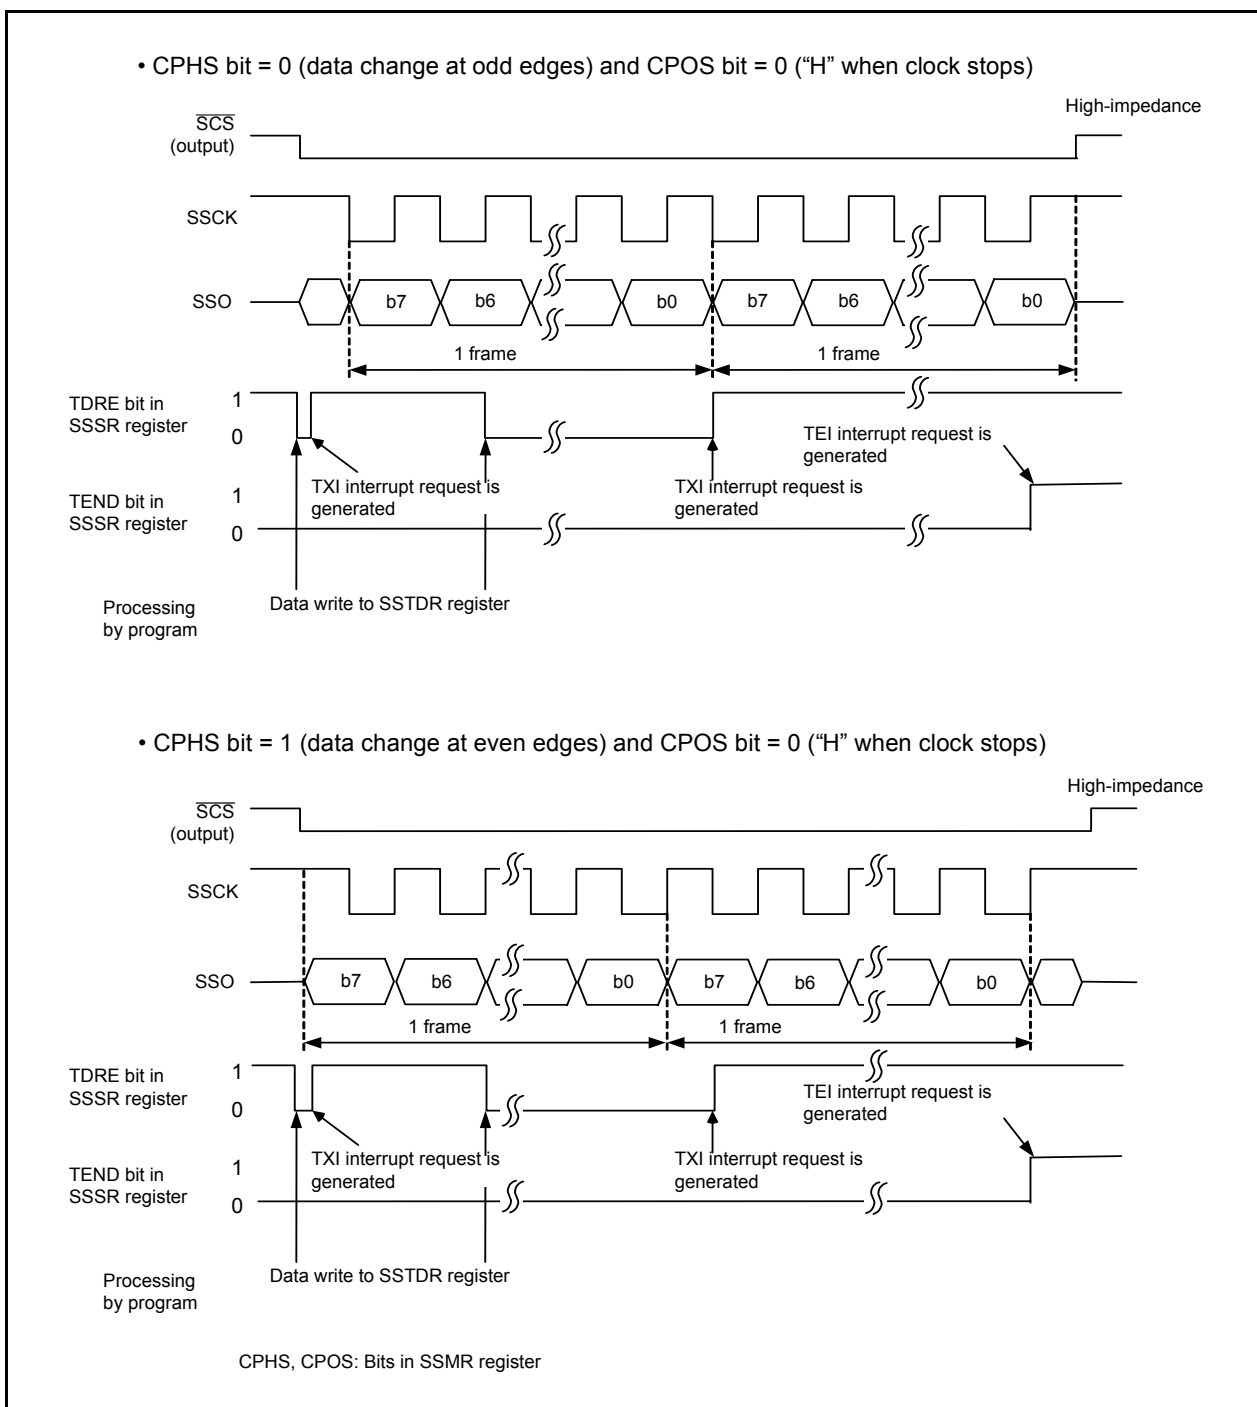 • CPHS bit = 0 (data change at odd edges) and CPOS bit = 0 (“H” when clock stops)
High-impedance
SCS
(output)
SSCK
SSO
b7
b6
b0
b7
b6
b0
1 frame
1 frame
TDRE bit in
SSSR register
1
0
TEI interrupt request is
generated
TXI interrupt request is
generated
TXI interrupt request is
generated
TEND bit in
SSSR register
1
0
Processing
by program
Data write to SSTDR register
• CPHS bit = 1 (data change at even edges) and CPOS bit = 0 (“H” when clock stops)
High-impedance
SCS
(output)
SSCK
SSO
b7
b6
b0
b7
b6
b0
1 frame
1 frame
TDRE bit in
SSSR register
1
0
TEI interrupt request is
generated
TXI interrupt request is
generated
TXI interrupt request is
generated
TEND bit in
SSSR register
1
0
Processing
by program
Data write to SSTDR register
CPHS, CPOS: Bits in SSMR register